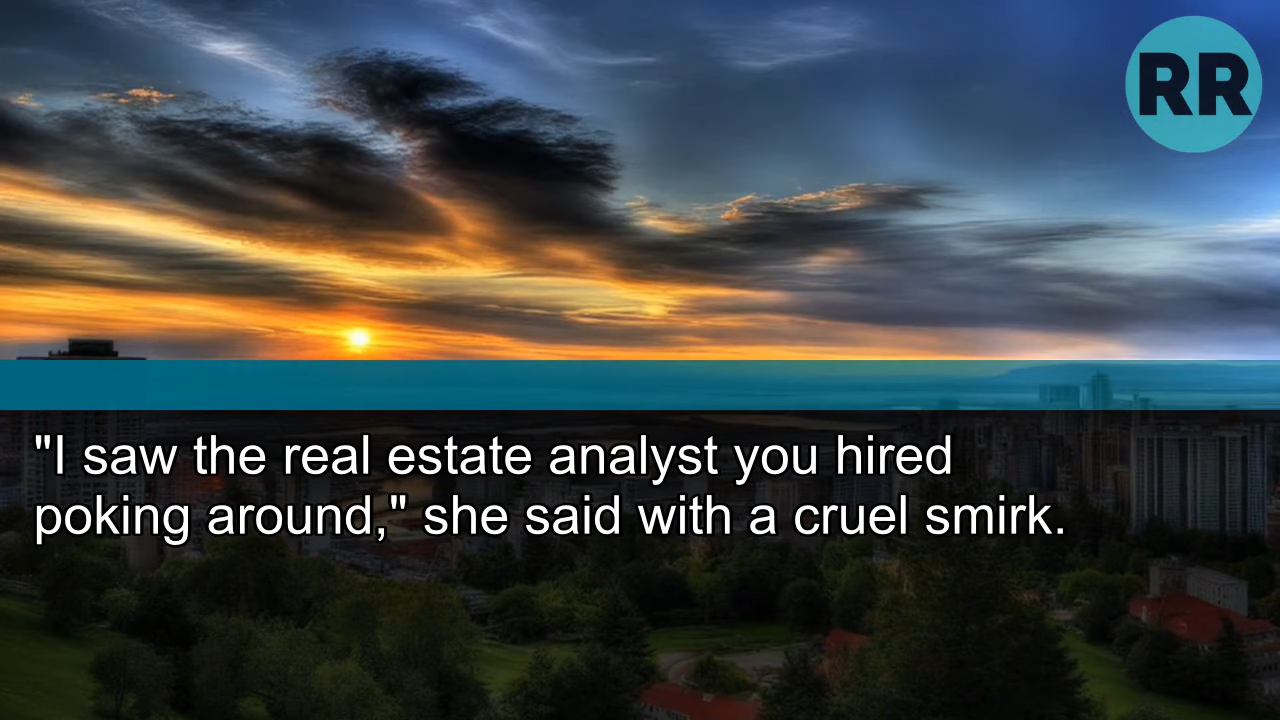 RR
"I saw the real estate analyst you hired
poking around," she said with a cruel smirk.